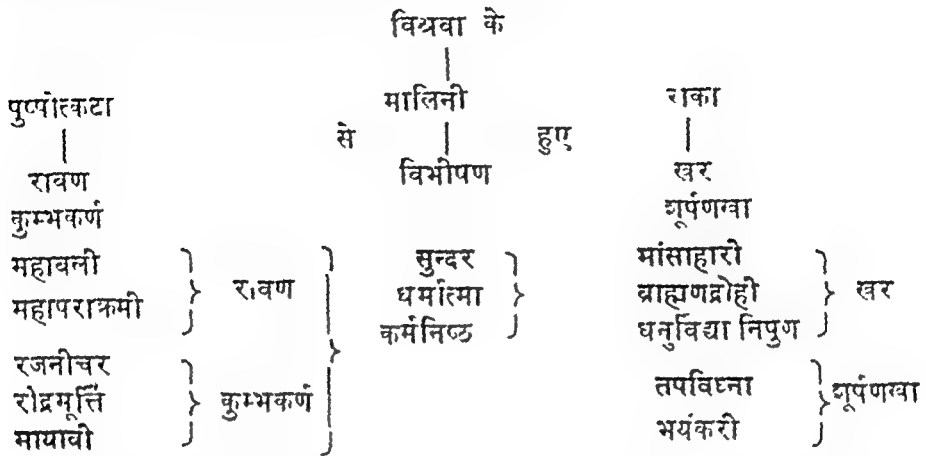 विश्रवा के
पुष्पोत्कटा मालिनी राका
से हुए
रावण विभीषण खर
कुम्भकर्ण शूर्पणखा
महाबली सुन्दर मांसाहारी
महापराक्रमी रावण धर्मात्मा ब्राह्मणद्रोही खर
कर्मनिष्ठ धनुर्विद्या निपुण
रजनीचर
रौद्रमूर्त्ति कुम्भकर्ण तपविघ्ना शूर्पणखा
मायावी भयंकरी